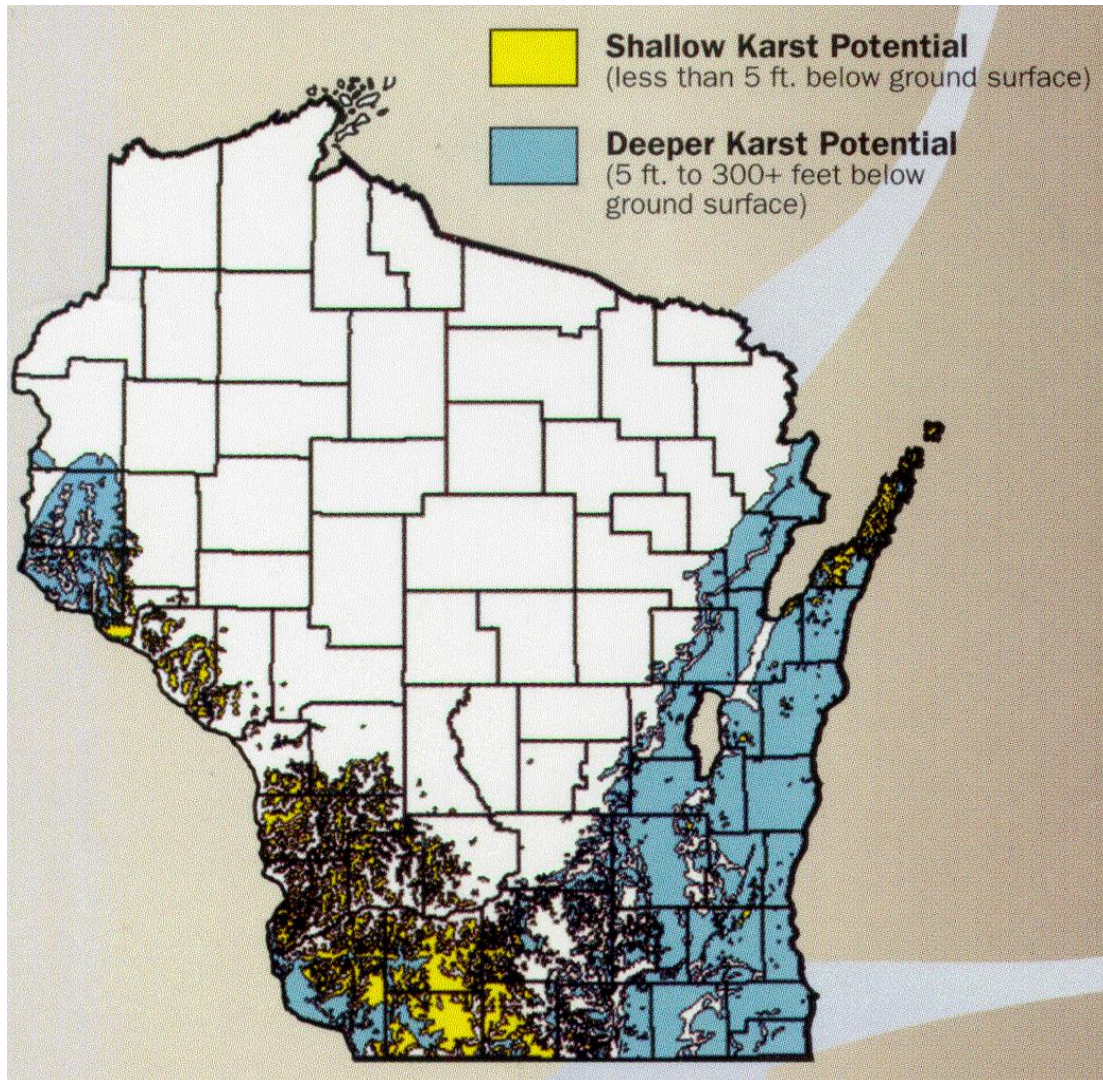 Shallow Karst Potential
(less than 5 ft. below ground surface)
Deeper Karst Potential
(5 ft. to 300+ feet below
ground surface)